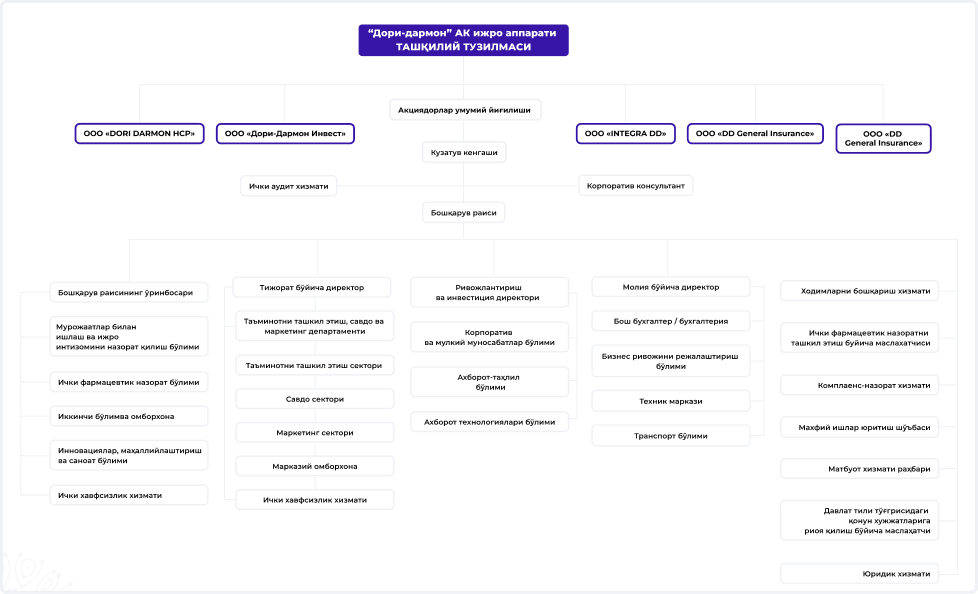 “Дори-дармон” АК ижро аппарати
ТАШҚИЛИЙ ТУЗИЛМАСИ
Акциядорлар умумий йиғилиши
ООО «DORI DARMON HCP»
ООО «Дори-Дармон Инвест»
ООО «INTEGRA DD»
ООО «DD General Insurance»
ООО «DD
General Insurance»
Кузатув кенгаши
Ички аудит хизмати
Корпоратив консультант
Бошқарув раиси
Бошқарув раисининг ўринбосари
Мурожаатлар билан
ишлаш ва ижро
интизомини назорат қилиш бўлими
Ички фармацевтик назорат бўлими
Иккинчи бўлимва омборхона
Инновациялар, маҳаллийлаштириш
ва саноат бўлими
Ички хавфсизлик хизмати
Тижорат бўйича директор
Таъминотни ташкил этиш, савдо ва
маркетинг департаменти
Таъминотни ташкил этиш сектори
Савдо сектори
Маркетинг сектори
Марказий омборхона
Ички хавфсизлик хизмати
Ривожлантириш
ва инвестиция директори
Корпоратив
ва мулкий муносабатлар бўлими
Ахборот-таҳлил
бўлими
Ахборот технологиялари бўлими
Молия бўйича директор
Бош бухгалтер / бухгалтерия
Бизнес ривожини режалаштириш
бўлими
Техник маркази
Транспорт бўлими
Ходимларни бошқариш хизмати
Ички фармацевтик назоратни
ташкил этиш буйича маслаҳатчиси
Комплаенс-назорат хизмати
Махфий ишлар юритиш шўъбаси
Матбуот хизмати раҳбари
Давлат тили тўғрисидаги
қонун ҳужжатларига
риоя қилиш бўйича маслаҳатчи
Юридик хизмати